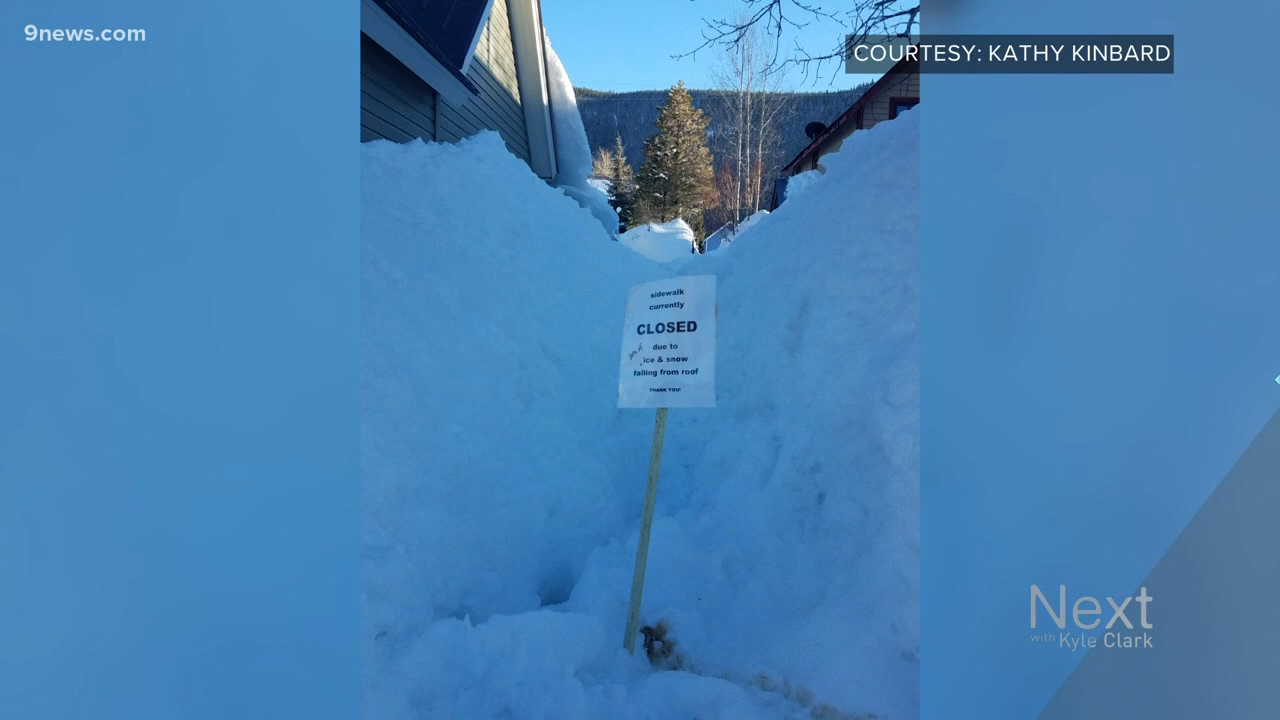 9news.com
COURTESY: KATHY KINBARD
sidewalk
currently
CLOSED
due to
ice & snow
falling from roof
THANK YOU!
Next
with Kyle Clark